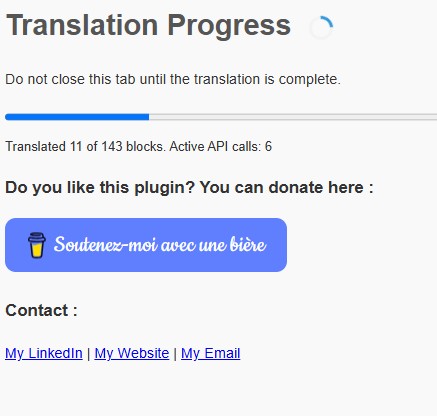 Translation Progress
Do not close this tab until the translation is complete.
Translated 11 of 143 blocks. Active API calls: 6
Do you like this plugin? You can donate here :
Soutenez-moi avec une bière
Contact :
My LinkedIn | My Website | My Email